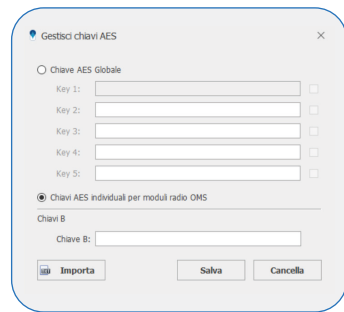 Gestisci chiavi AES
Chiave AES Globale
Key 1:
Key 2:
Key 3:
Key 4:
Key 5:
Chiavi AES individuali per moduli radio OMS
Chiavi B
Chiave B:
Importa Salva Cancella